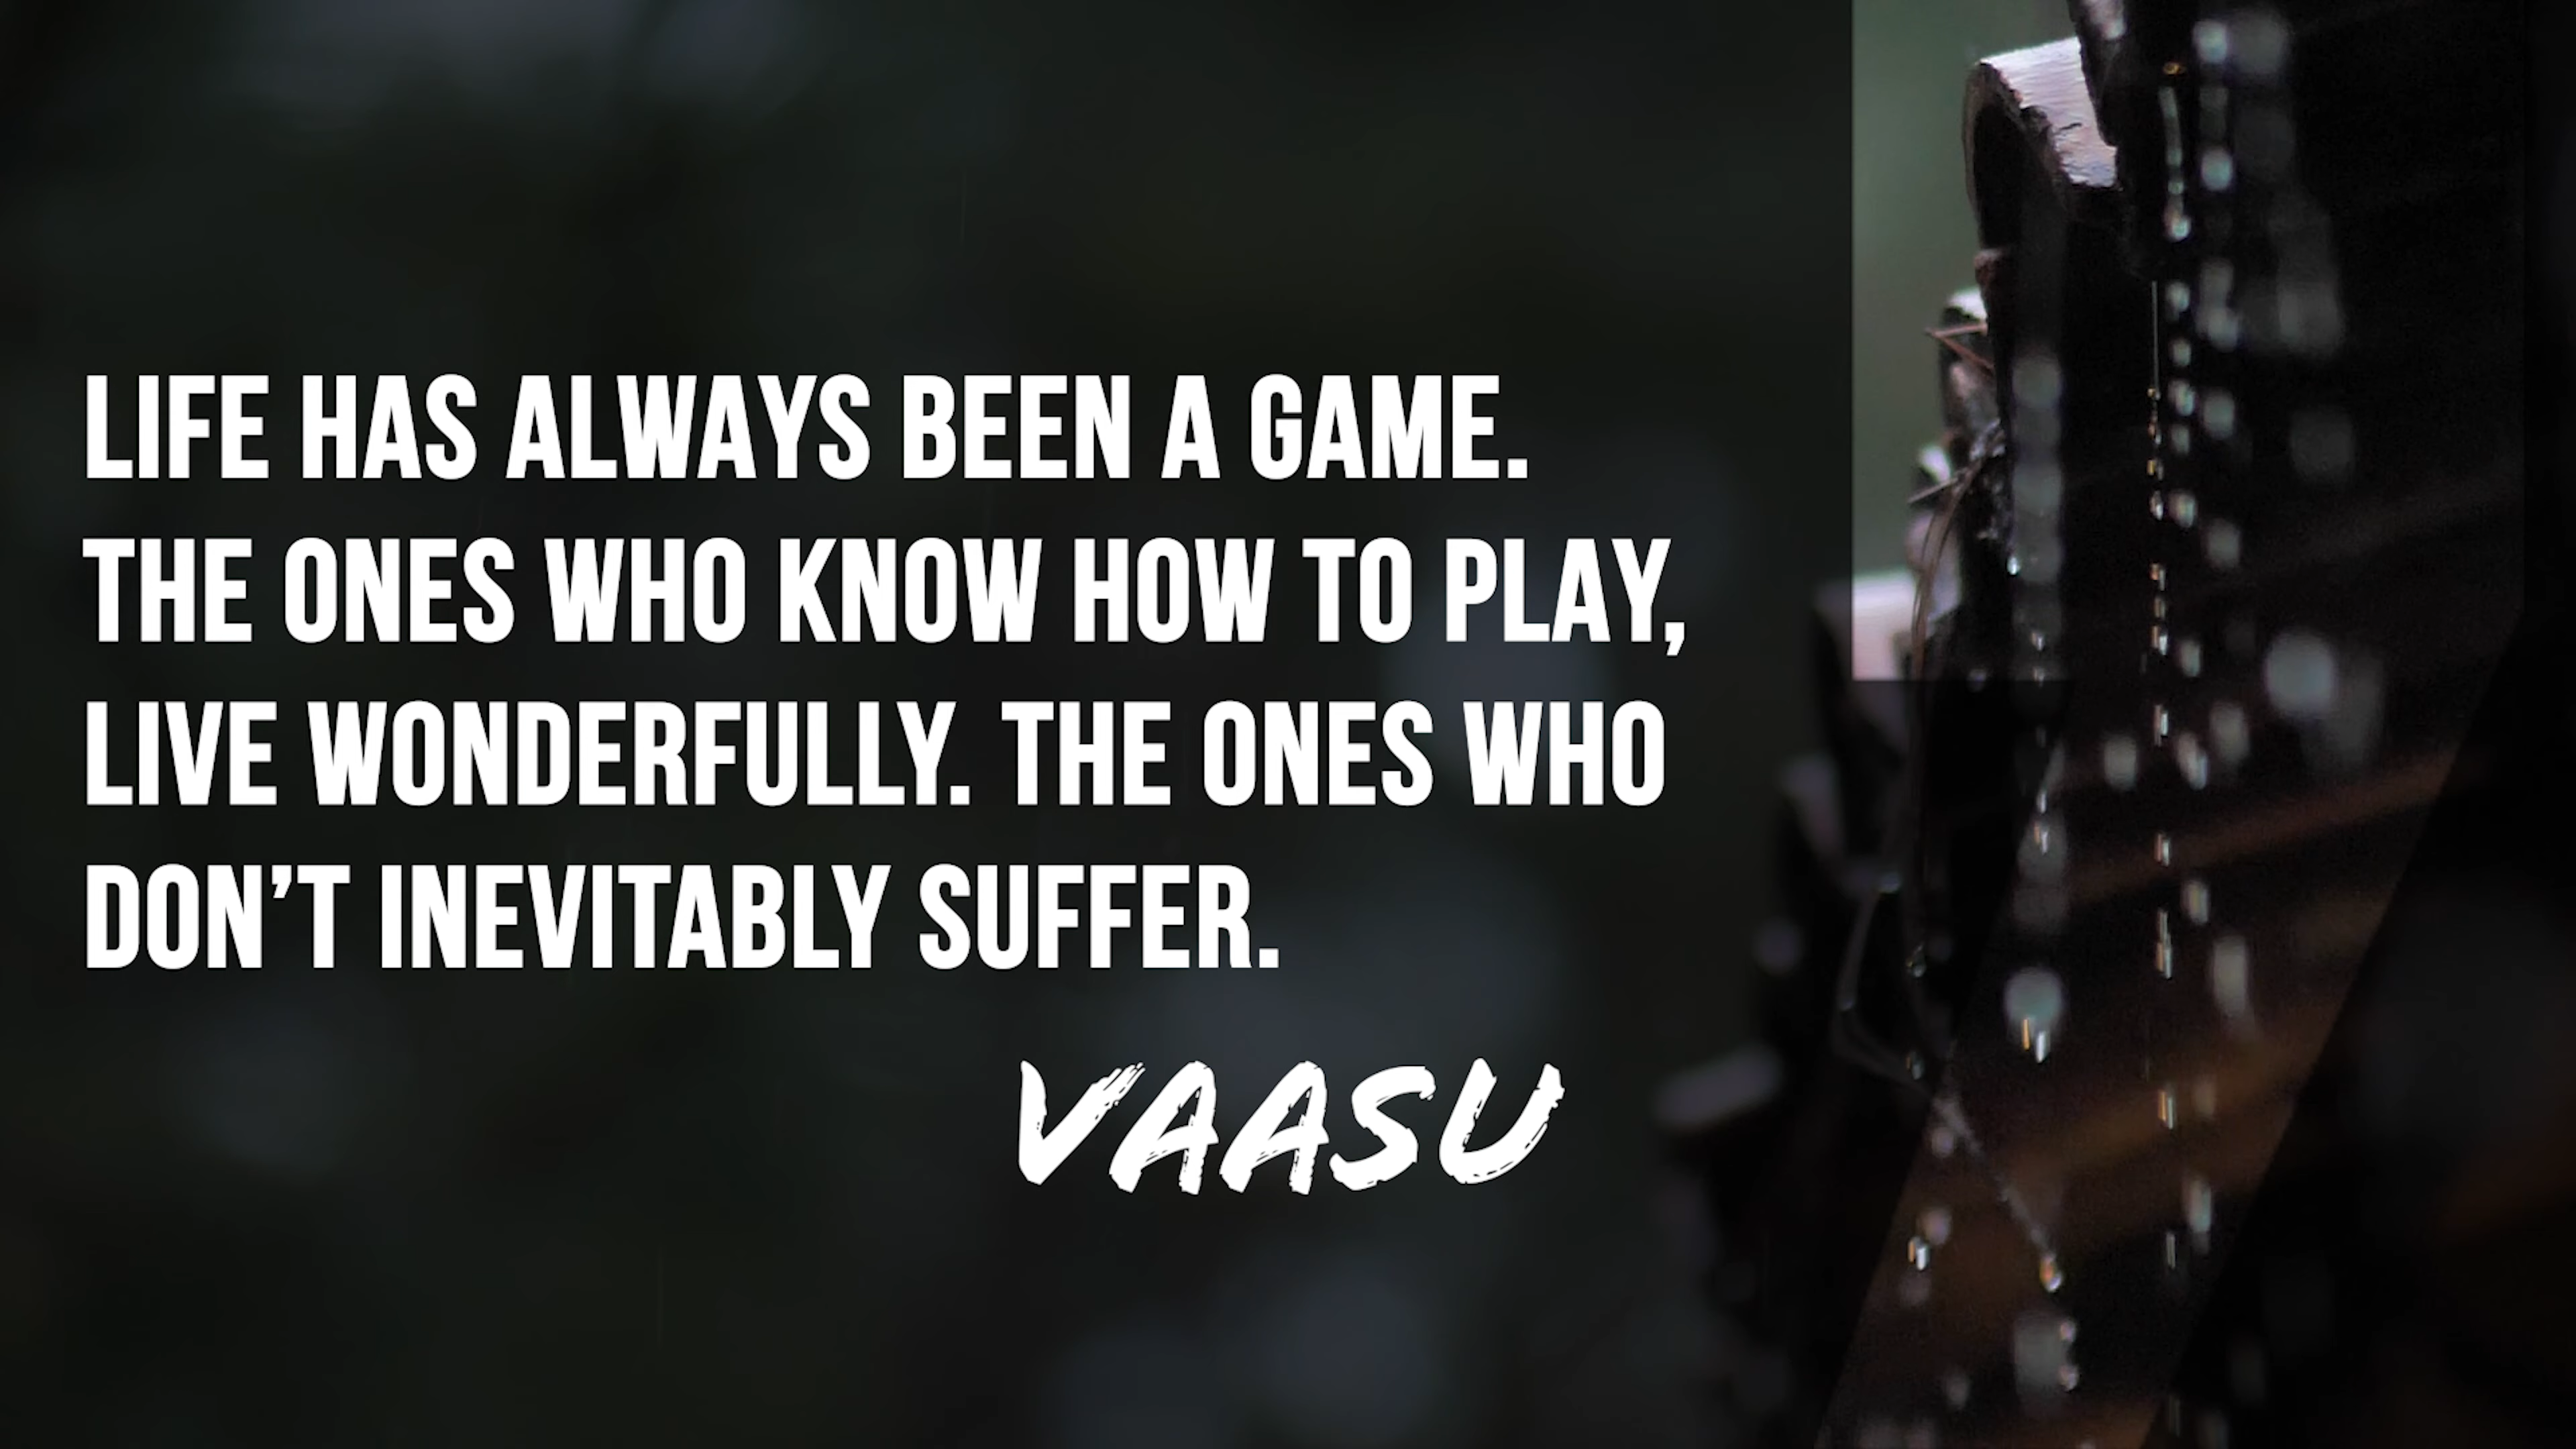 LIFE HAS ALWAYS BEEN A GAME.
THE ONES WHO KNOW HOW TO PLAY,
LIVE WONDERFULLY. THE ONES WHO
DON’T INEVITABLY SUFFER.
VAASU